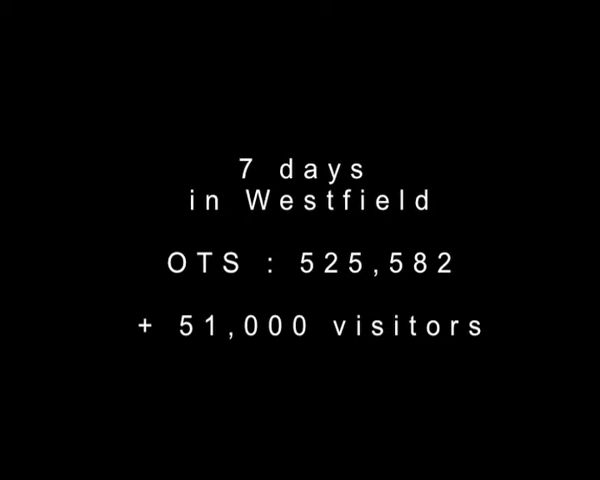 7 days
in Westfield
OTS : 525,582
+ 51,000 visitors